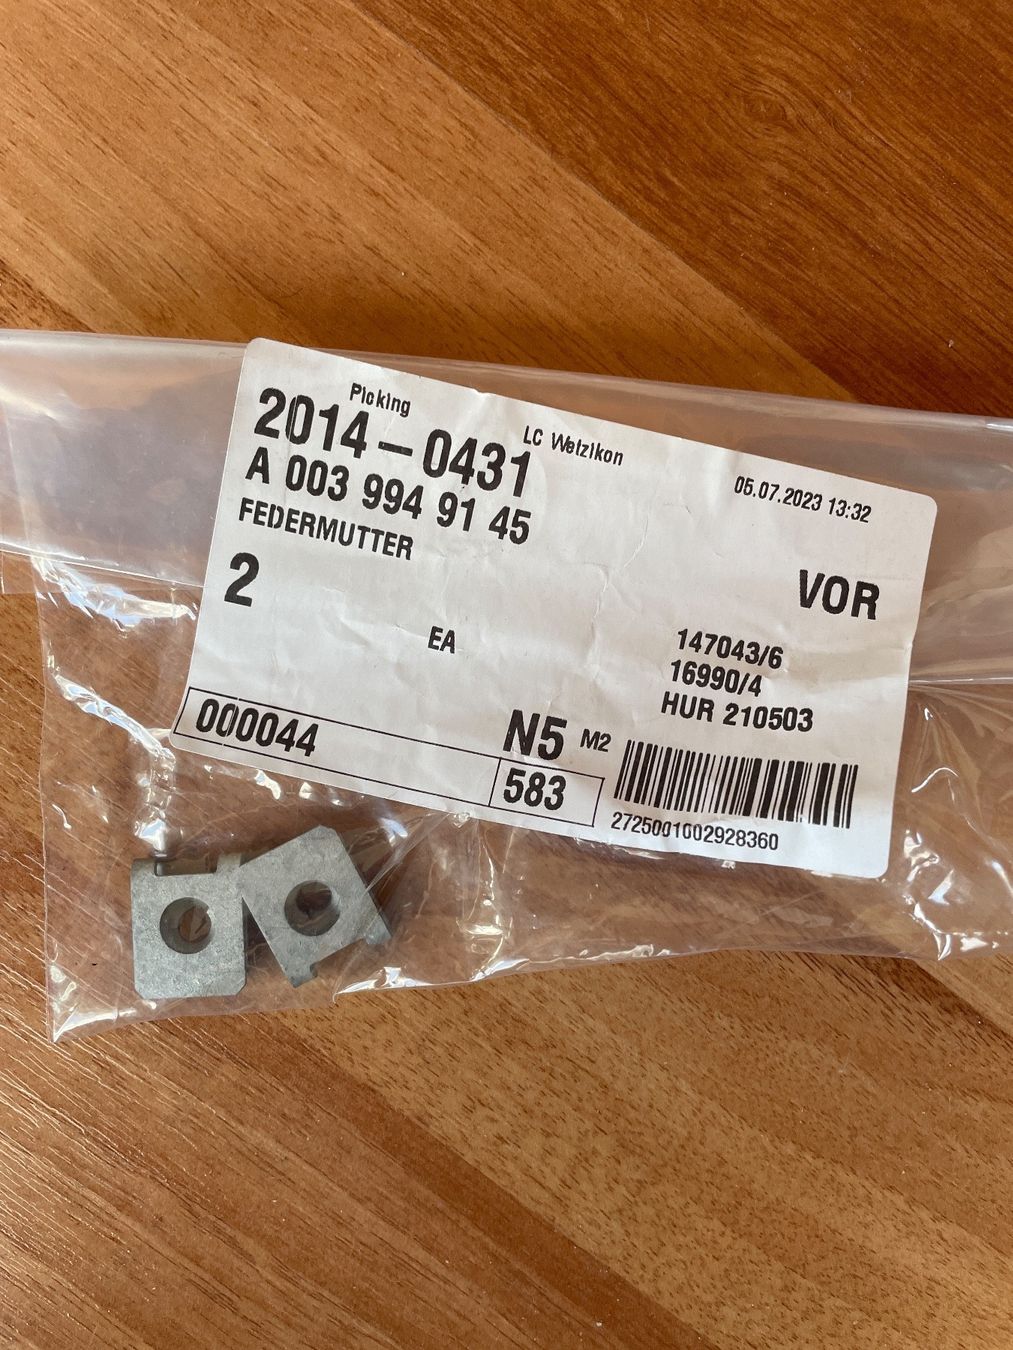 Picking
LC Wetzikon
2014-0431
05.07.2023 13:32
A 003 994 91 45
FEDERMUTTER
2
VOR
EA
147043/6
16990/4
HUR 210503
000044
N5 M2
583
2725001002928360